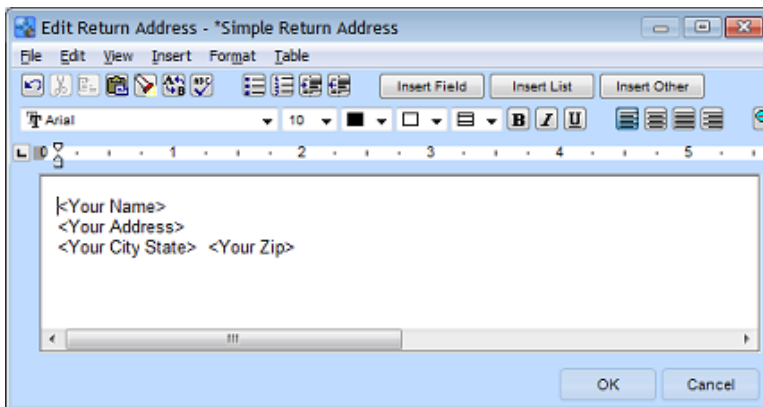 Edit Return Address - *Simple Return Address
File Edit View Insert Format Table
Insert Field Insert List Insert Other
Arial 10 B I U
1 2 3 4 5
<Your Name>
<Your Address>
<Your City State> <Your Zip>
OK Cancel